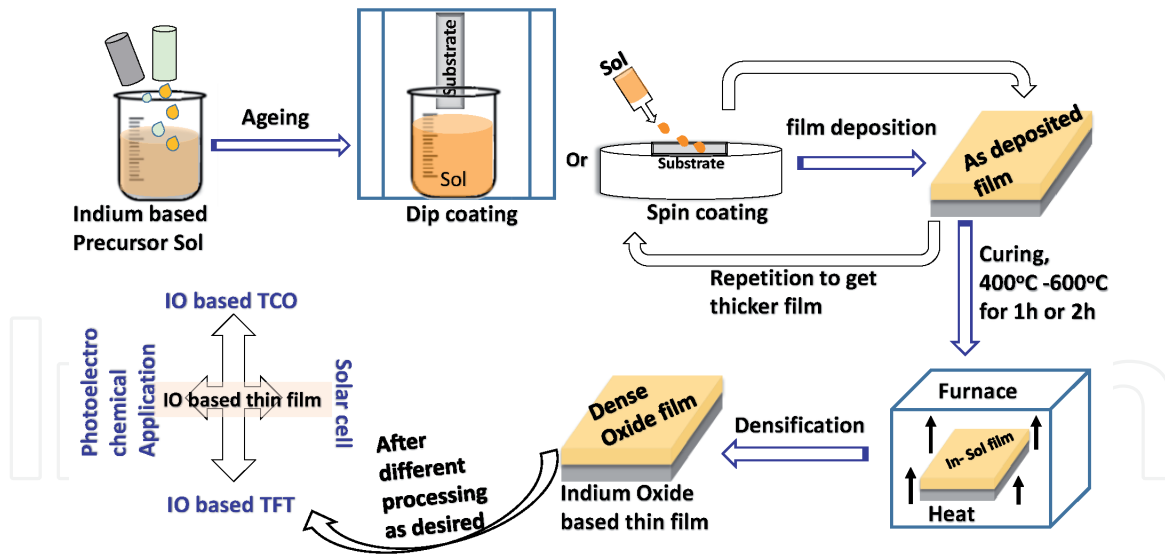 Indium based
Precursor Sol
Ageing
Substrate
Sol
Dip coating
Or
Sol
Substrate
Spin coating
film deposition
As deposited
film
Repetition to get
thicker film
Curing,
400°C -600°C
for 1h or 2h
Furnace
In- Sol film
Heat
Densification
Dense
Oxide film
Indium Oxide
based thin film
After
different
processing
as desired
IO based TCO
Photoelectro
chemical
Application
IO based thin film
Solar cell
IO based TFT